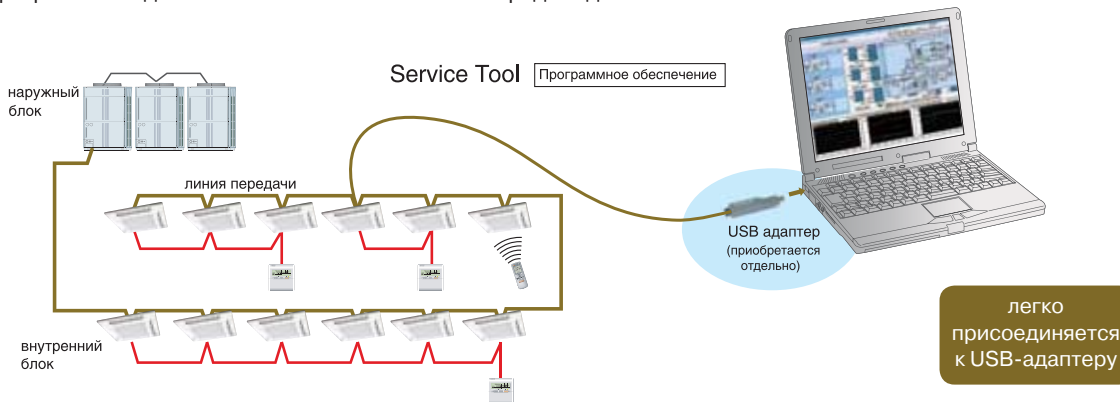 Service Tool Программное обеспечение
наружный
блок
линия передачи
USB адаптер
(приобретается
отдельно)
внутренний
блок
легко
присоединяется
к USB-адаптеру